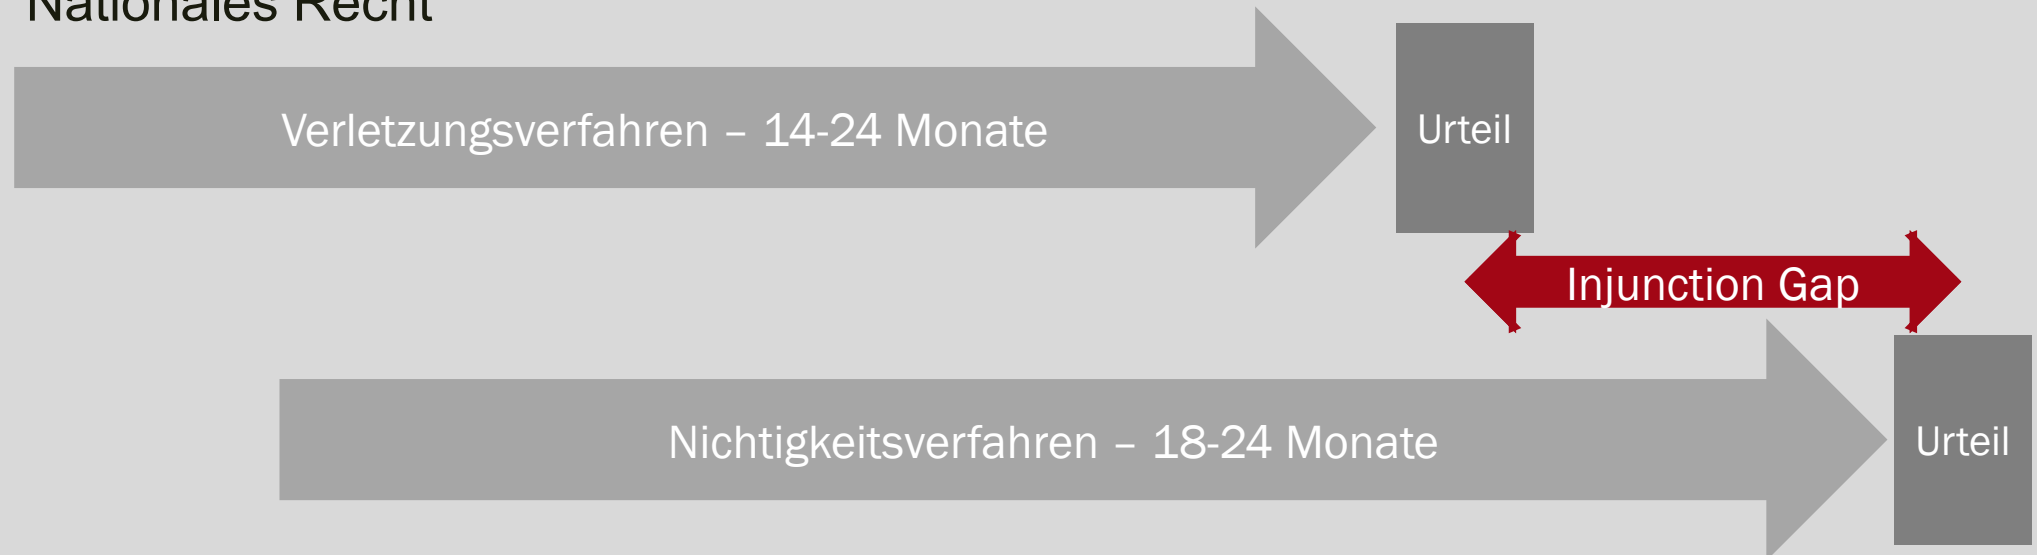 Nationales Recht
Verletzungsverfahren – 14-24 Monate
Urteil
Injunction Gap
Nichtigkeitsverfahren – 18-24 Monate
Urteil